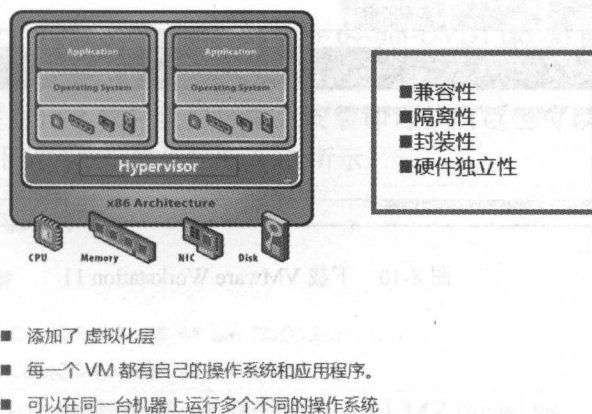 Application
Application
Operating System
Operating System
Hypervisor
x86 Architecture
CPU
Memory
NIC
Disk
■兼容性
■隔离性
■封装性
■硬件独立性
■ 添加了 虚拟化层
■ 每一个 VM 都有自己的操作系统和应用程序。
■ 可以在同一台机器上运行多个不同的操作系统